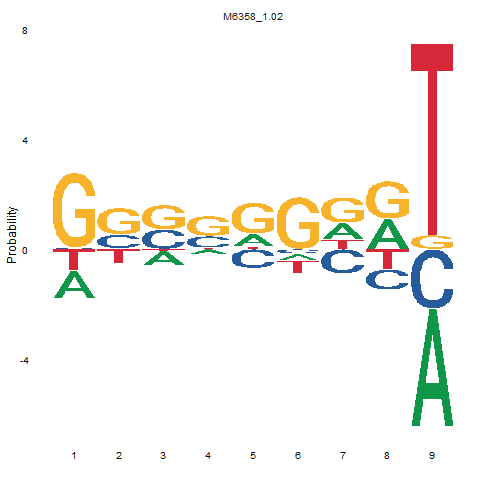 M6358_1.02
8
4
0
-4
Probability
G T A
G C T
G C A
G C A
G A T C
G C A T
G A T C
G A T C
T G C A
1 2 3 4 5 6 7 8 9